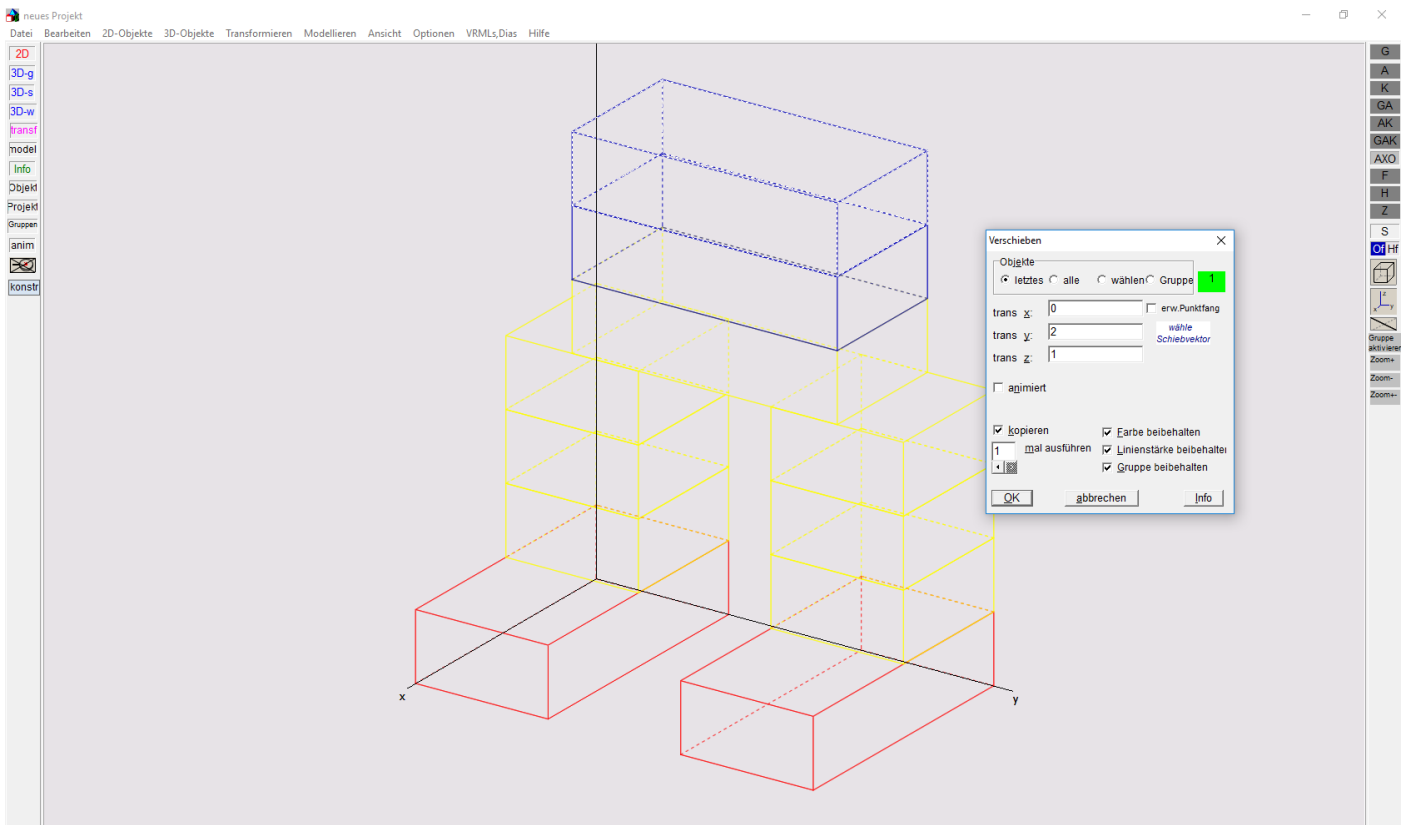 neues Projekt
Datei Bearbeiten 2D-Objekte 3D-Objekte Transformieren Modellieren Ansicht Optionen VRMLs,Dias Hilfe
2D
3D-g
3D-s
3D-w
transf
model
Info
Objekt
Projekt
Gruppen
anim
konstr
x
y
Verschieben
Objekte
letztes alle wählen Gruppe 1
trans x: 0 erw.Punktfang
trans y: 2 wähle
Schiebvektor
trans z: 1
animiert
kopieren Farbe beibehalten
1 mal ausführen Linienstärke beibehalten
Gruppe beibehalten
OK abbrechen Info
G
A
K
GA
AK
GAK
AXO
F
H
Z
S
Of Hf
z
x y
Gruppe
aktivieren
Zoom+
Zoom-
Zoom+-